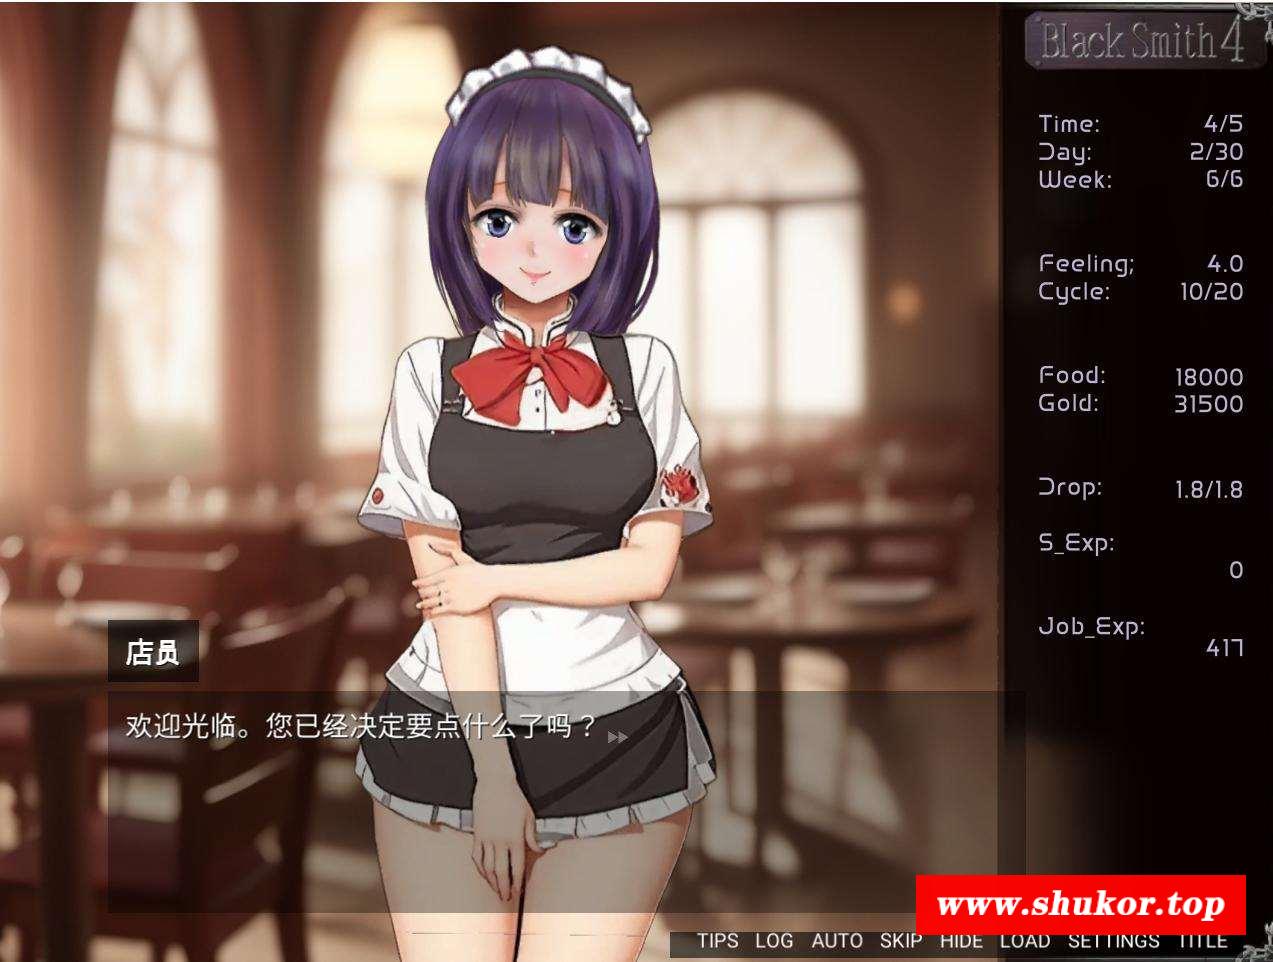 Black Smith 4
Time: 4/5
Day: 2/30
Week: 6/6
Feeling; 4.0
Cycle: 10/20
Food: 18000
Gold: 31500
Drop: 1.8/1.8
S_Exp:
0
Job_Exp:
417
店员
欢迎光临。您已经决定要点什么了吗？
www.shukor.top
TIPS LOG AUTO SKIP HIDE LOAD SETTINGS TITLE